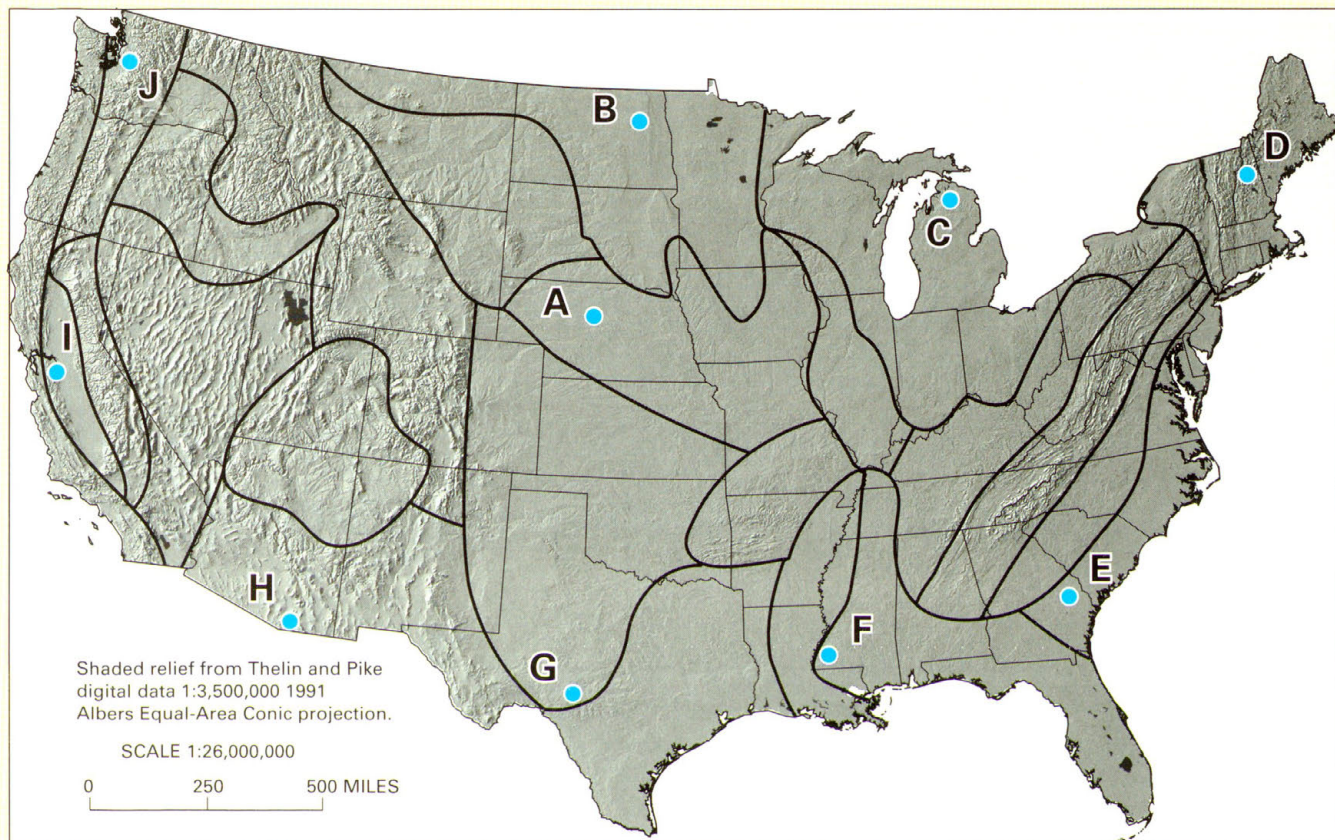 J
B
D
C
A
I
E
H
F
G
Shaded relief from Thelin and Pike
digital data 1:3,500,000 1991
Albers Equal-Area Conic projection.
SCALE 1:26,000,000
0 250 500 MILES